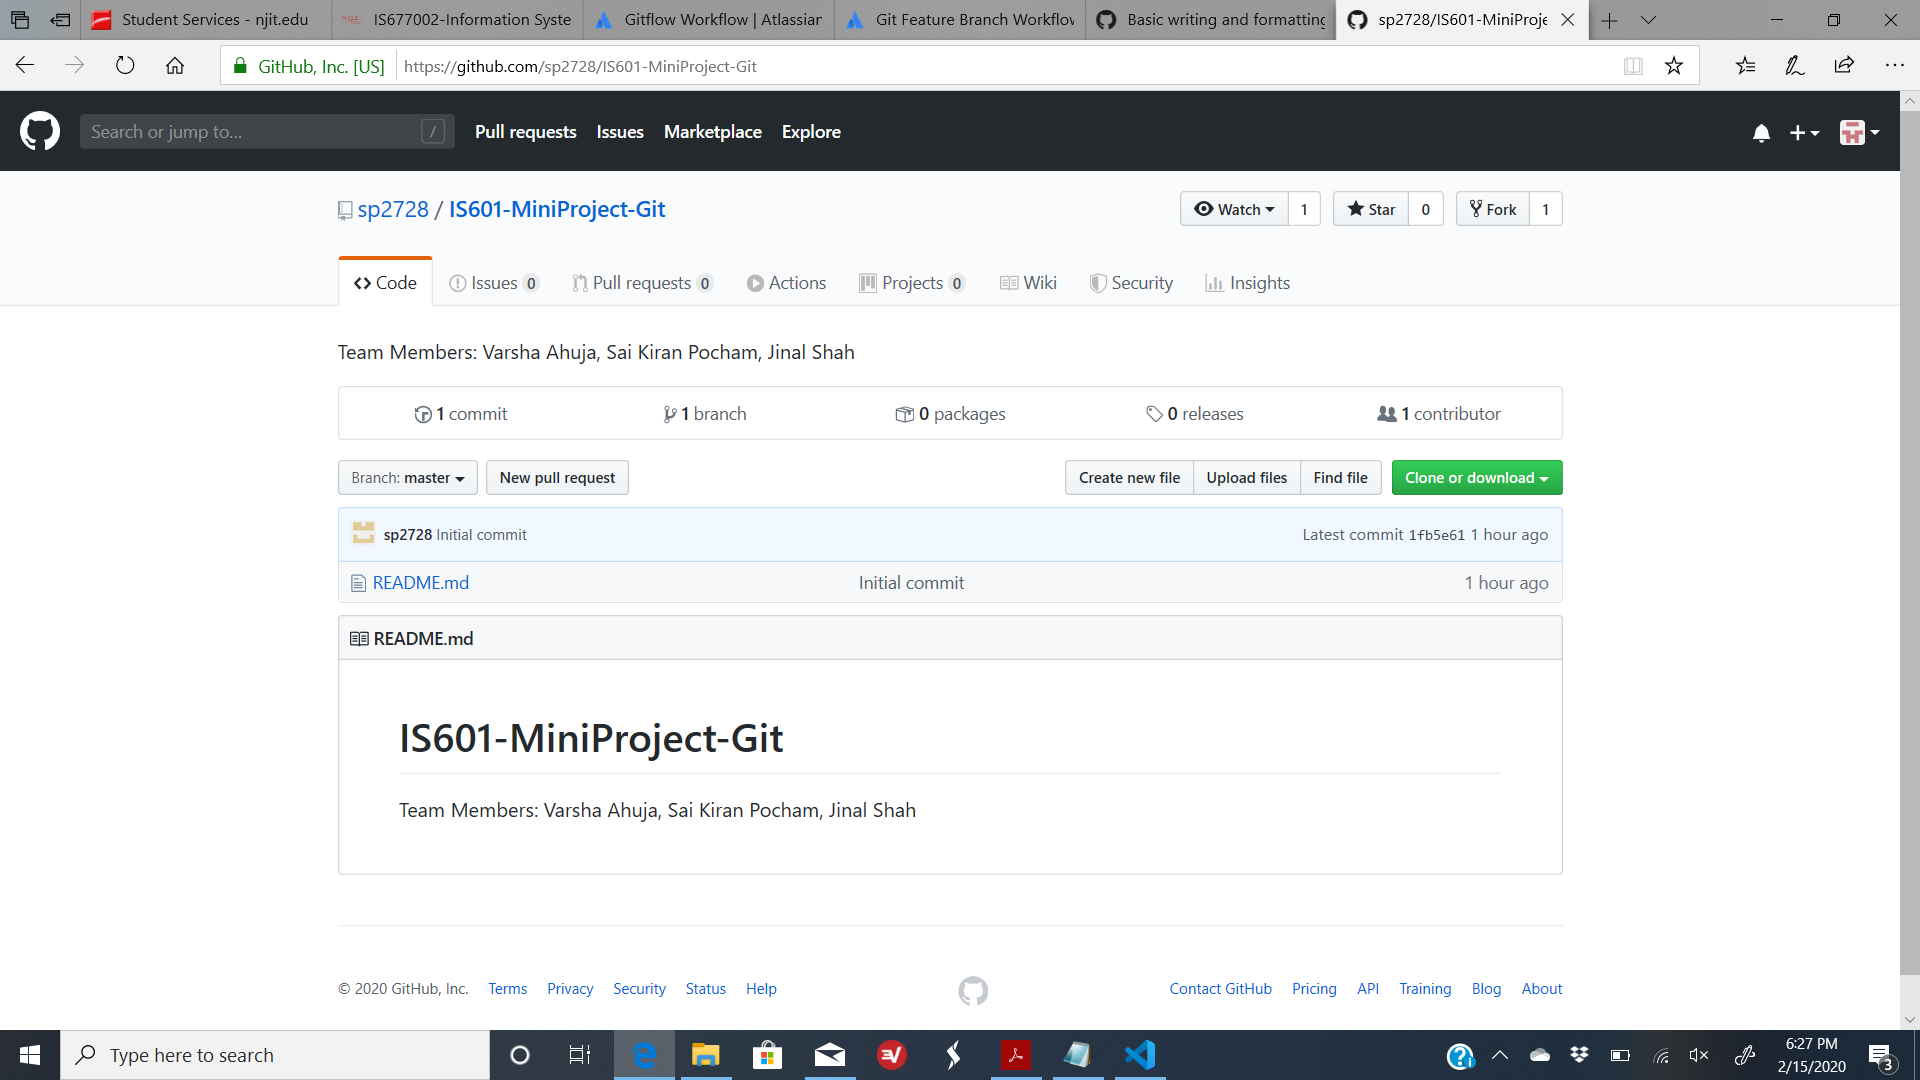 Student Services - njit.edu
IS677002-Information Syste
Gitflow Workflow | Atlassian
Git Feature Branch Workflov
Basic writing and formatting
sp2728/IS601-MiniProje
GitHub, Inc. [US]
https://github.com/sp2728/IS601-MiniProject-Git
Search or jump to...
/
Pull requests
Issues
Marketplace
Explore
sp2728 / IS601-MiniProject-Git
Watch 1
Star 0
Fork 1
Code
Issues 0
Pull requests 0
Actions
Projects 0
Wiki
Security
Insights
Team Members: Varsha Ahuja, Sai Kiran Pocham, Jinal Shah
1 commit
1 branch
0 packages
0 releases
1 contributor
Branch: master
New pull request
Create new file
Upload files
Find file
Clone or download
sp2728 Initial commit
Latest commit 1fb5e61 1 hour ago
README.md
Initial commit
1 hour ago
README.md
IS601-MiniProject-Git
Team Members: Varsha Ahuja, Sai Kiran Pocham, Jinal Shah
© 2020 GitHub, Inc.
Terms
Privacy
Security
Status
Help
Contact GitHub
Pricing
API
Training
Blog
About
Type here to search
6:27 PM
2/15/2020
3